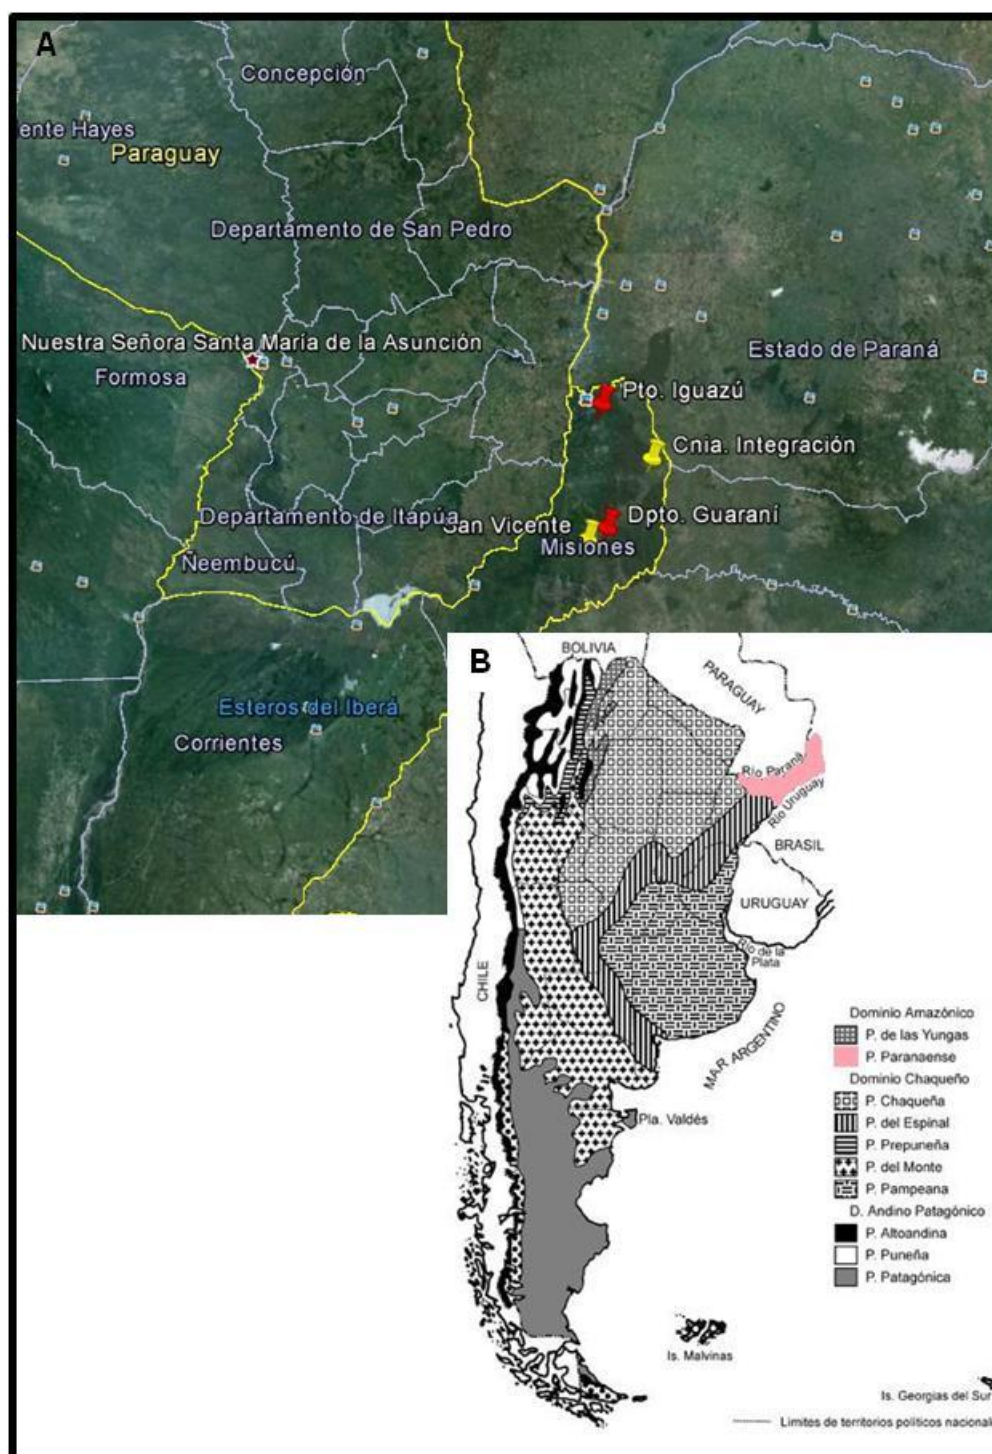 A
Concepción
ente Hayes
Paraguay
Departamento de San Pedro
Nuestra Señora Santa María de la Asunción
Formosa
Estado de Paraná
Pto. Iguazú
Cnia. Integración
Departamento de Itapúa
San Vicente
Dpto. Guaraní
Misiones
Ñeembucú
Esteros del Iberá
Corrientes
B
BOLIVIA
PARAGUAY
Río Paraná
Río Uruguay
BRASIL
URUGUAY
Río de la
Plata
CHILE
MAR ARGENTINO
Pla. Valdés
Dominio Amazónico
P. de las Yungas
P. Paranaense
Dominio Chaqueño
P. Chaqueña
P. del Espinal
P. Prepuneña
P. del Monte
P. Pampeana
D. Andino Patagónico
P. Altoandina
P. Puneña
P. Patagónica
Is. Malvinas
Is. Georgias del Sur
Limites de territorios políticos nacional